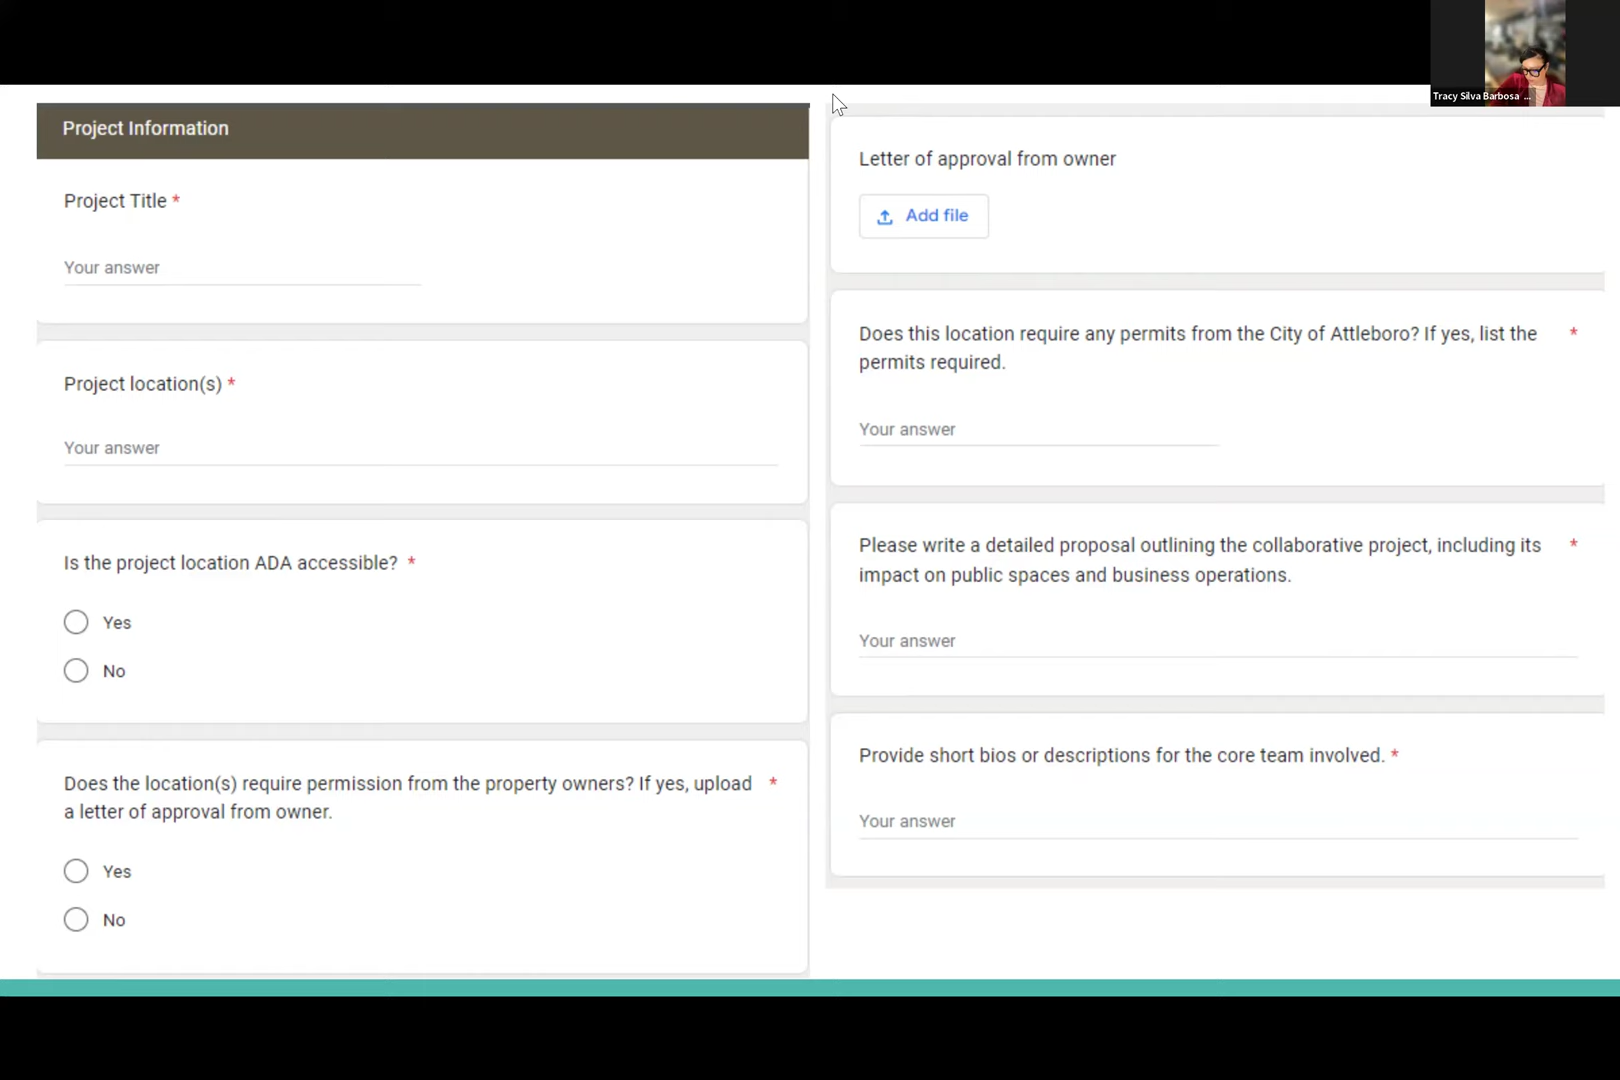 Project Information
Project Title *
Your answer
Project location(s) *
Your answer
Is the project location ADA accessible? *
Yes
No
Does the location(s) require permission from the property owners? If yes, upload *
a letter of approval from owner.
Yes
No
Letter of approval from owner
Add file
Does this location require any permits from the City of Attleboro? If yes, list the *
permits required.
Your answer
Please write a detailed proposal outlining the collaborative project, including its *
impact on public spaces and business operations.
Your answer
Provide short bios or descriptions for the core team involved. *
Your answer
Tracy Silva Barbosa ...